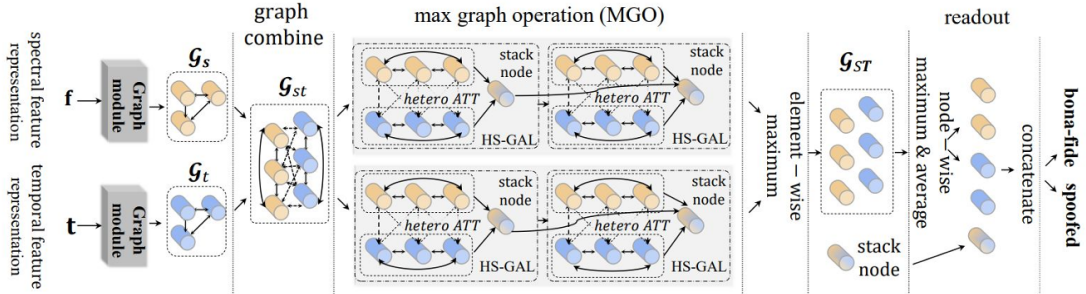 graph
combine
max graph operation (MGO)
readout
spectral feature
representation
f
Graph
module
𝓖s
temporal feature
representation
t
Graph
module
𝓖t
𝓖st
stack
node
hetero ATT
HS-GAL
stack
node
hetero ATT
HS-GAL
stack
node
hetero ATT
HS-GAL
stack
node
hetero ATT
HS-GAL
element – wise
maximum
𝓖ST
stack
node
node – wise
maximum & average
concatenate
bona-fide
spoofed